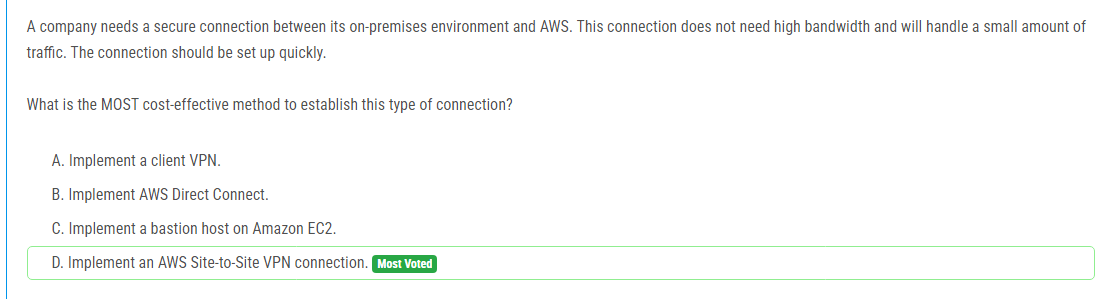 A company needs a secure connection between its on-premises environment and AWS. This connection does not need high bandwidth and will handle a small amount of
traffic. The connection should be set up quickly.
What is the MOST cost-effective method to establish this type of connection?
A. Implement a client VPN.
B. Implement AWS Direct Connect.
C. Implement a bastion host on Amazon EC2.
D. Implement an AWS Site-to-Site VPN connection. Most Voted